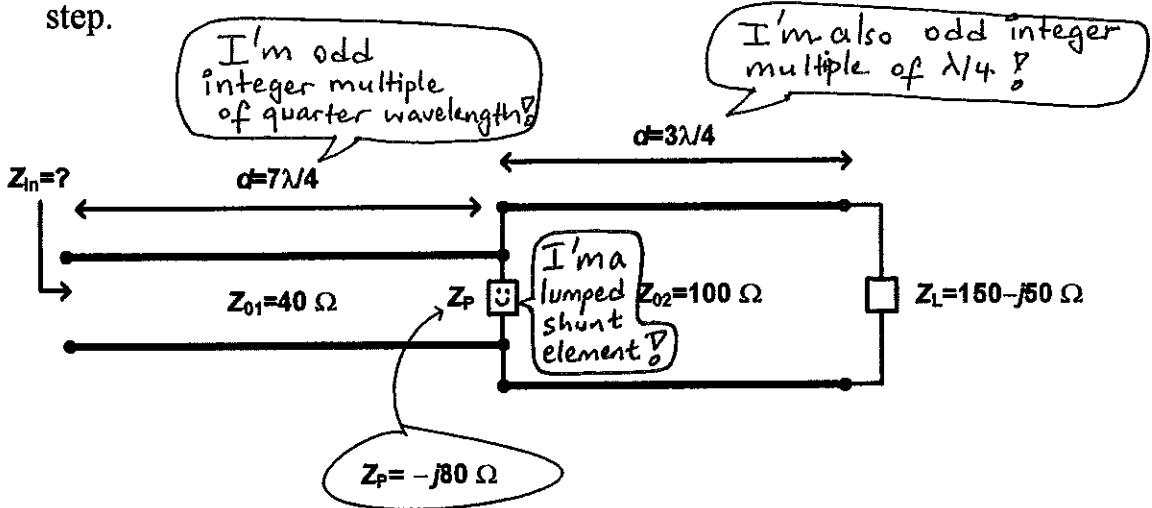 step.
I'm odd
integer multiple
of quarter wavelength!
I'm also odd integer
multiple of λ/4!
d=7λ/4
d=3λ/4
Zin=?
Z01=40 Ω
ZP
I'm a
lumped
shunt
element!
Z02=100 Ω
ZL=150–j50 Ω
ZP= –j80 Ω